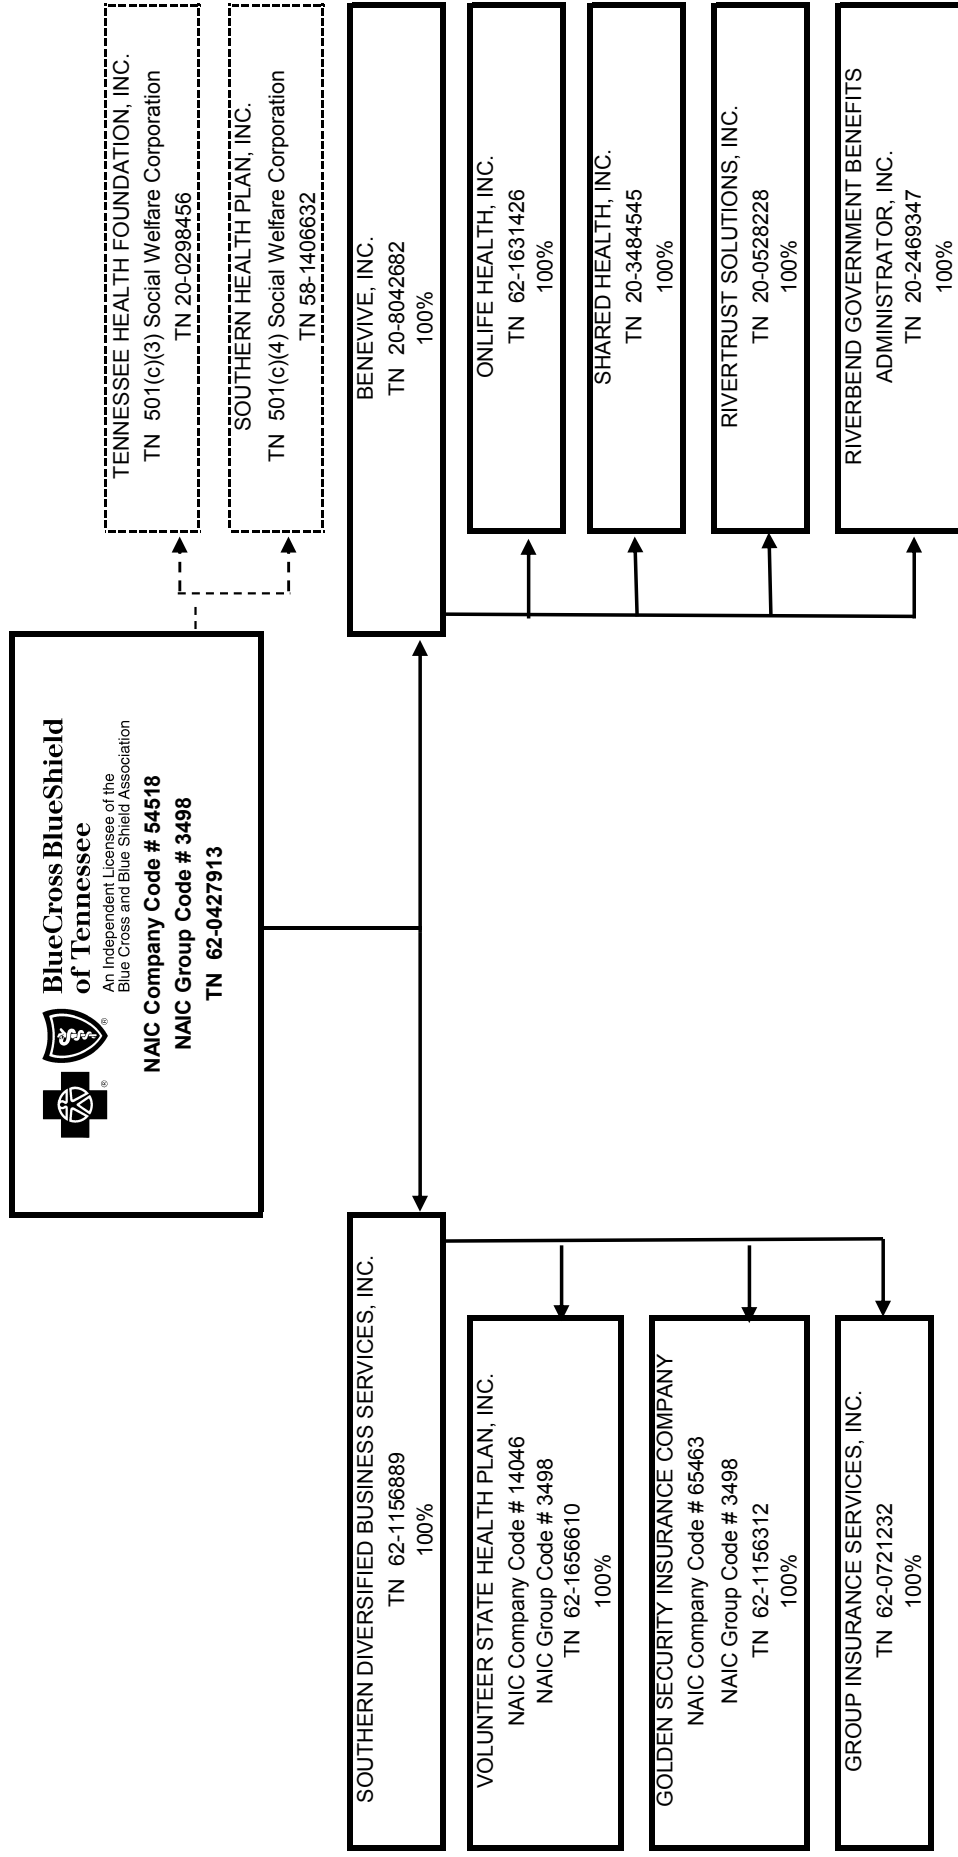 BlueCross BlueShield
of Tennessee
An Independent Licensee of the
Blue Cross and Blue Shield Association
NAIC Company Code # 54518
NAIC Group Code # 3498
TN 62-0427913
TENNESSEE HEALTH FOUNDATION, INC.
TN 501(c)(3) Social Welfare Corporation
TN 20-0298456
SOUTHERN HEALTH PLAN, INC.
TN 501(c)(4) Social Welfare Corporation
TN 58-1406632
SOUTHERN DIVERSIFIED BUSINESS SERVICES, INC.
TN 62-1156889
100%
VOLUNTEER STATE HEALTH PLAN, INC.
NAIC Company Code # 14046
NAIC Group Code # 3498
TN 62-1656610
100%
GOLDEN SECURITY INSURANCE COMPANY
NAIC Company Code # 65463
NAIC Group Code # 3498
TN 62-1156312
100%
GROUP INSURANCE SERVICES, INC.
TN 62-0721232
100%
BENEVIVE, INC.
TN 20-8042682
100%
ONLIFE HEALTH, INC.
TN 62-1631426
100%
SHARED HEALTH, INC.
TN 20-3484545
100%
RIVERTRUST SOLUTIONS, INC.
TN 20-0528228
100%
RIVERBEND GOVERNMENT BENEFITS
ADMINISTRATOR, INC.
TN 20-2469347
100%